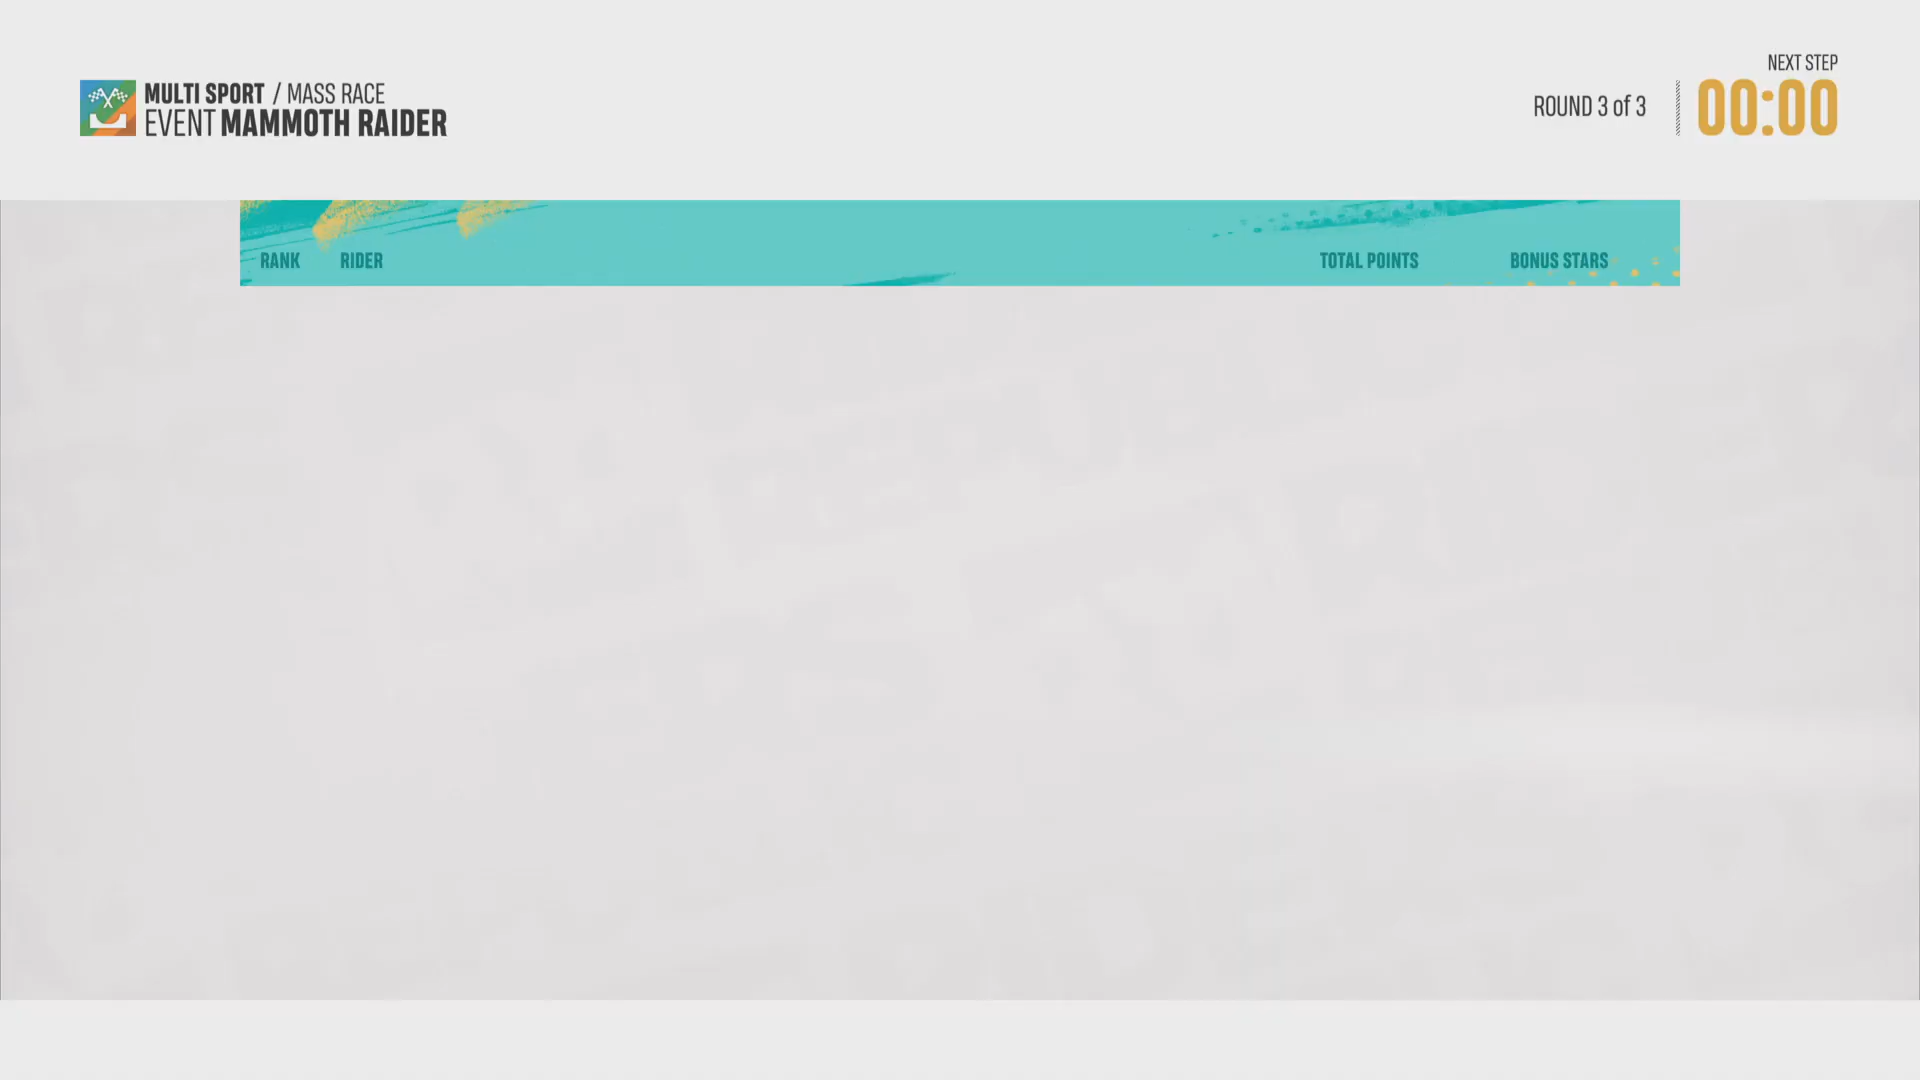 MULTI SPORT / MASS RACE
EVENT MAMMOTH RAIDER
NEXT STEP
ROUND 3 of 3
00:00
RANK RIDER TOTAL POINTS BONUS STARS